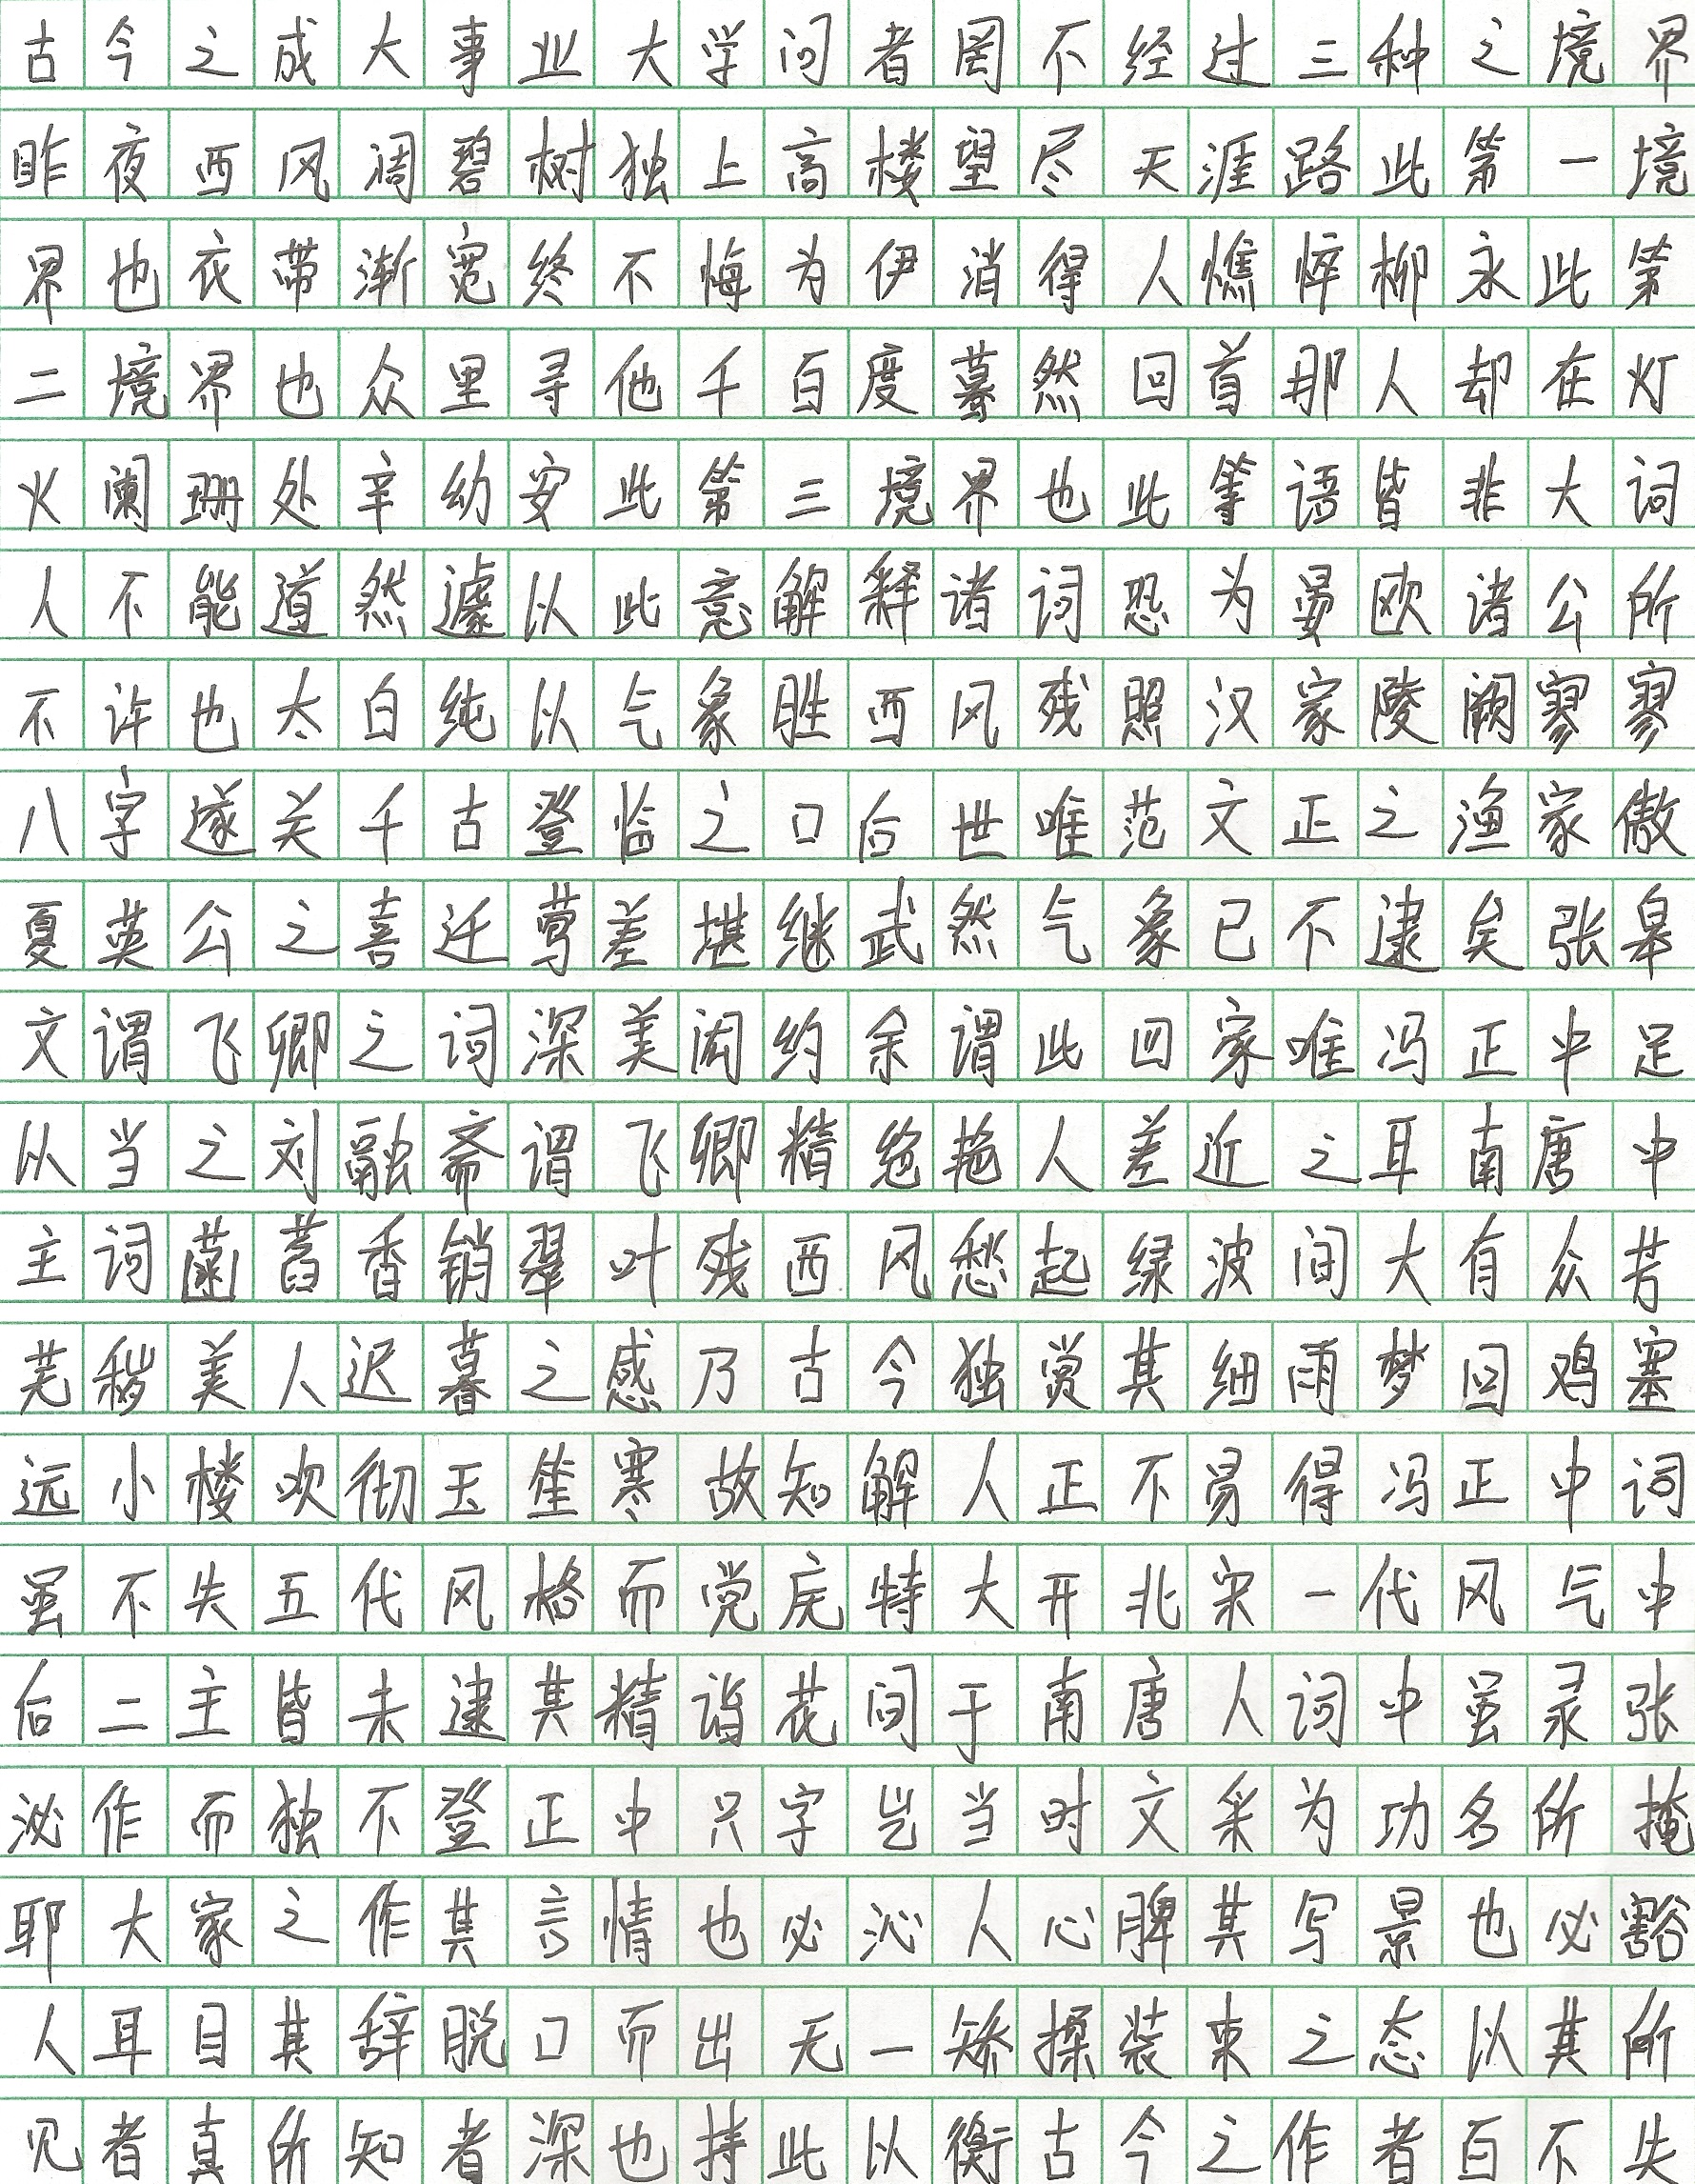 古今之成大事业大学问者罔不经过三种之境界
昨夜西风凋碧树独上高楼望尽天涯路此第一境
界也衣带渐宽终不悔为伊消得人憔悴柳永此第
二境界也众里寻他千百度蓦然回首那人却在灯
火阑珊处辛幼安此第三境界也此等语皆非大词
人不能道然遽以此意解释诸词恐为晏欧诸公所
不许也太白纯以气象胜西风残照汉家陵阙寥寥
八字遂关千古登临之口后世唯范文正之渔家傲
夏英公之喜迁莺差堪继武然气象已不逮矣张皋
文谓飞卿之词深美闳约余谓此四家唯冯正中足
以当之刘融斋谓飞卿精绝艳人差近之耳南唐中
主词菡萏香销翠叶残西风愁起绿波间大有众芳
芜秽美人迟暮之感乃古今独赏其细雨梦回鸡塞
远小楼吹彻玉笙寒故知解人正不易得冯正中词
虽不失五代风格而堂庑特大开北宋一代风气中
后二主皆未逮其精诣花间于南唐人词中虽录张
泌作而独不登正中只字岂当时文采为功名所掩
耶大家之作其言情也必沁人心脾其写景也必豁
人耳目其辞脱口而出无一矫揉装束之态以其所
见者真所知者深也持此以衡古今之作者百不失